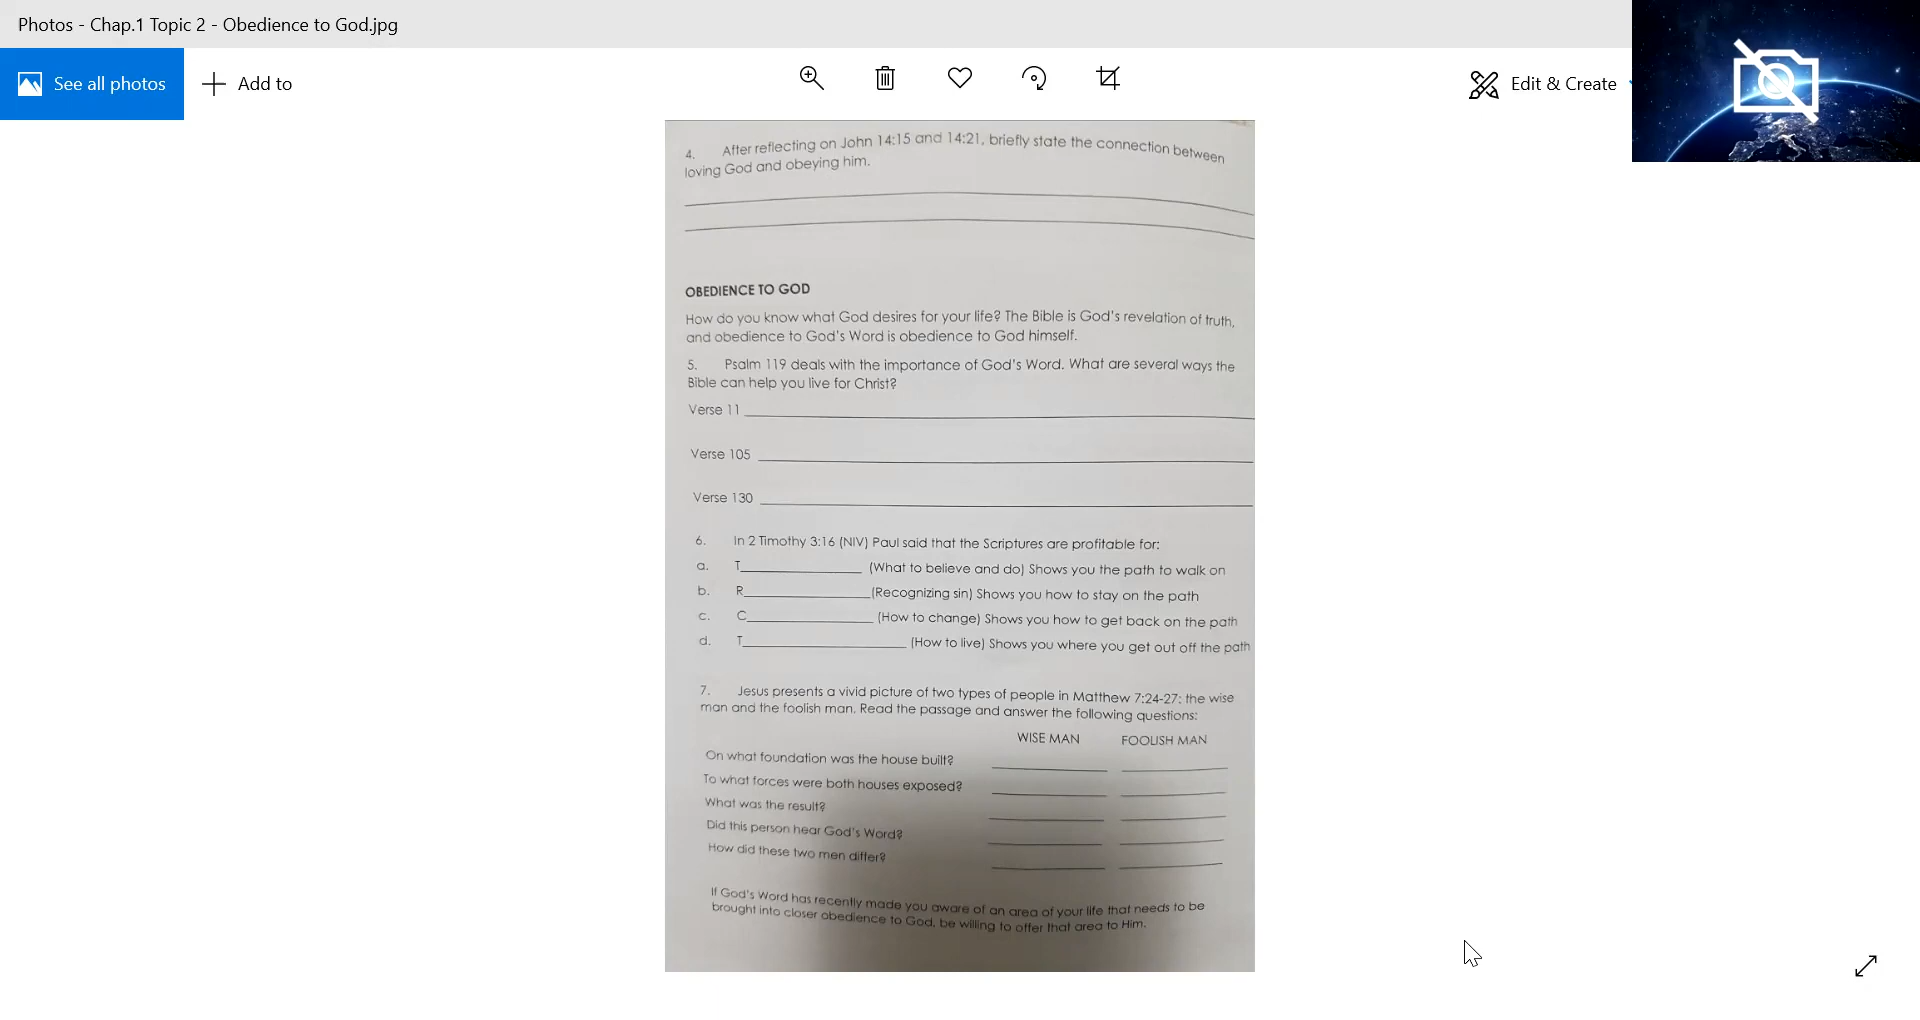 Photos - Chap.1 Topic 2 - Obedience to God.jpg
See all photos
Add to
Edit & Create
4. After reflecting on John 14:15 and 14:21, briefly state the connection between
loving God and obeying him.
OBEDIENCE TO GOD
How do you know what God desires for your life? The Bible is God's revelation of truth,
and obedience to God's Word is obedience to God himself.
5. Psalm 119 deals with the importance of God's Word. What are several ways the
Bible can help you live for Christ?
Verse 11
Verse 105
Verse 130
6. In 2 Timothy 3:16 (NIV) Paul said that the Scriptures are profitable for:
a. T______________ (What to believe and do) Shows you the path to walk on
b. R______________(Recognizing sin) Shows you how to stay on the path
c. C______________ (How to change) Shows you how to get back on the path
d. T__________________ (How to live) Shows you where you get out off the path
7. Jesus presents a vivid picture of two types of people in Matthew 7:24-27: the wise
man and the foolish man. Read the passage and answer the following questions:
WISE MAN FOOLISH MAN
On what foundation was the house built?
To what forces were both houses exposed?
What was the result?
Did this person hear God's Word?
How did these two men differ?
If God's Word has recently made you aware of an area of your life that needs to be
brought into closer obedience to God, be willing to offer that area to Him.